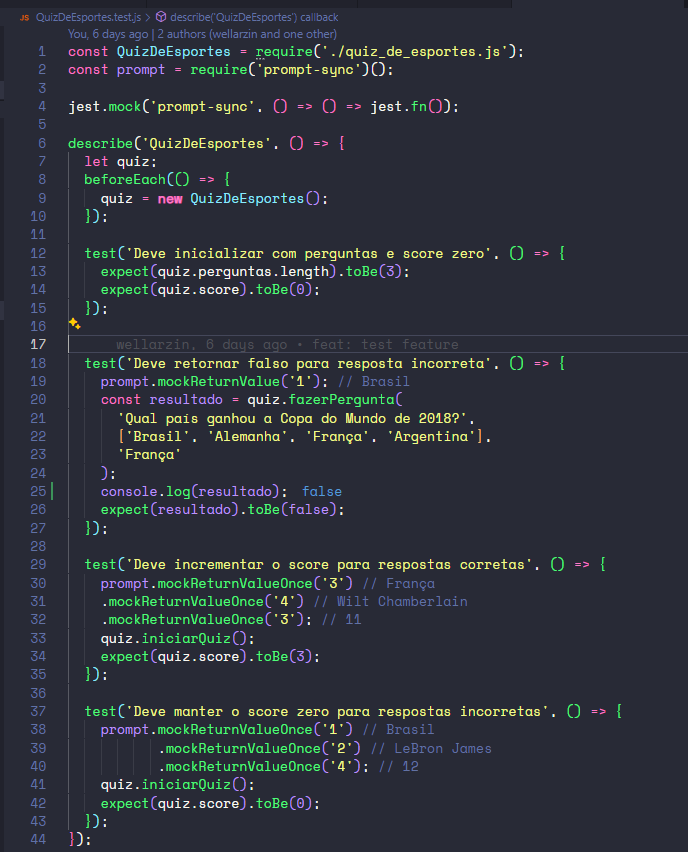 JS QuizDeEsportes.test.js > describe('QuizDeEsportes') callback
You, 6 days ago | 2 authors (wellarzin and one other)
1 const QuizDeEsportes = require('./quiz_de_esportes.js');
2 const prompt = require('prompt-sync')();
3
4 jest.mock('prompt-sync', () => () => jest.fn());
5
6 describe('QuizDeEsportes', () => {
7 let quiz;
8 beforeEach(() => {
9 quiz = new QuizDeEsportes();
10 });
11
12 test('Deve inicializar com perguntas e score zero', () => {
13 expect(quiz.perguntas.length).toBe(3);
14 expect(quiz.score).toBe(0);
15 });
16
17 wellarzin, 6 days ago • feat: test feature
18 test('Deve retornar falso para resposta incorreta', () => {
19 prompt.mockReturnValue('1'); // Brasil
20 const resultado = quiz.fazerPergunta(
21 'Qual país ganhou a Copa do Mundo de 2018?',
22 ['Brasil', 'Alemanha', 'França', 'Argentina'],
23 'França'
24 );
25 console.log(resultado); false
26 expect(resultado).toBe(false);
27 });
28
29 test('Deve incrementar o score para respostas corretas', () => {
30 prompt.mockReturnValueOnce('3') // França
31 .mockReturnValueOnce('4') // Wilt Chamberlain
32 .mockReturnValueOnce('3'); // 11
33 quiz.iniciarQuiz();
34 expect(quiz.score).toBe(3);
35 });
36
37 test('Deve manter o score zero para respostas incorretas', () => {
38 prompt.mockReturnValueOnce('1') // Brasil
39 .mockReturnValueOnce('2') // LeBron James
40 .mockReturnValueOnce('4'); // 12
41 quiz.iniciarQuiz();
42 expect(quiz.score).toBe(0);
43 });
44 });